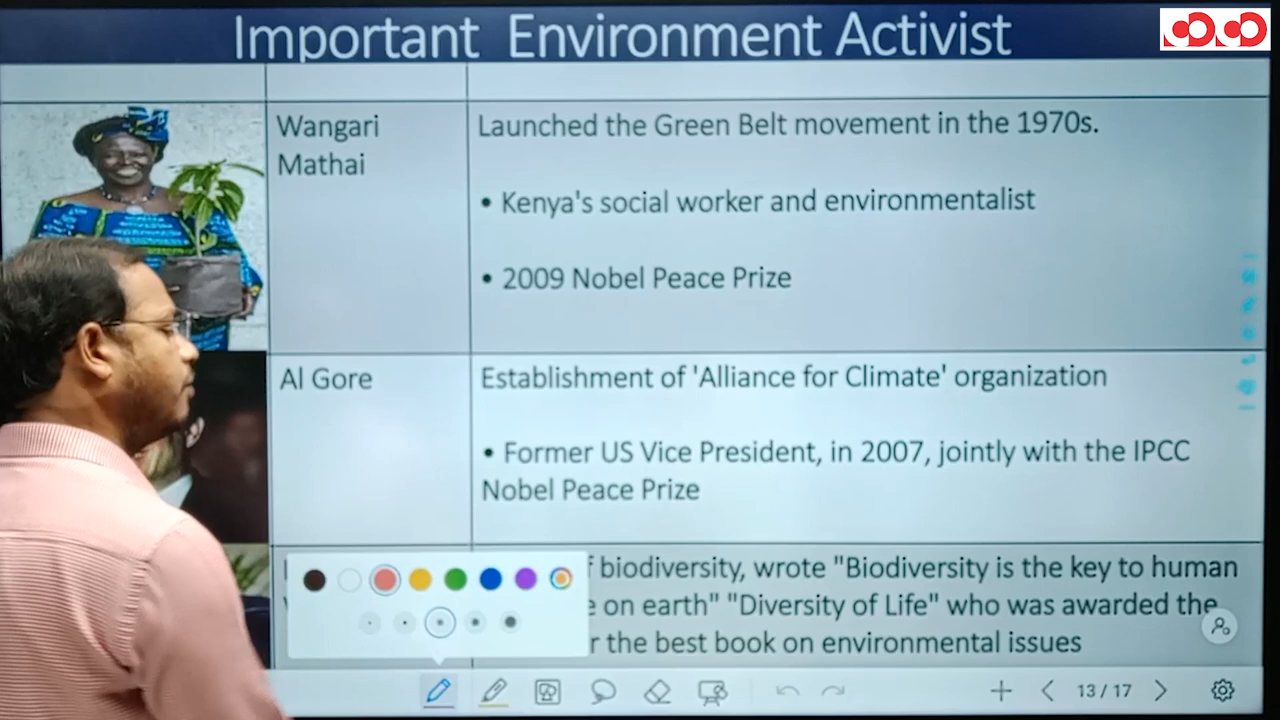 Important Environment Activist
Wangari
Mathai
Launched the Green Belt movement in the 1970s.
• Kenya's social worker and environmentalist
• 2009 Nobel Peace Prize
Al Gore
Establishment of 'Alliance for Climate' organization
• Former US Vice President, in 2007, jointly with the IPCC
Nobel Peace Prize
biodiversity, wrote "Biodiversity is the key to human
on earth" "Diversity of Life" who was awarded the
the best book on environmental issues
13 / 17